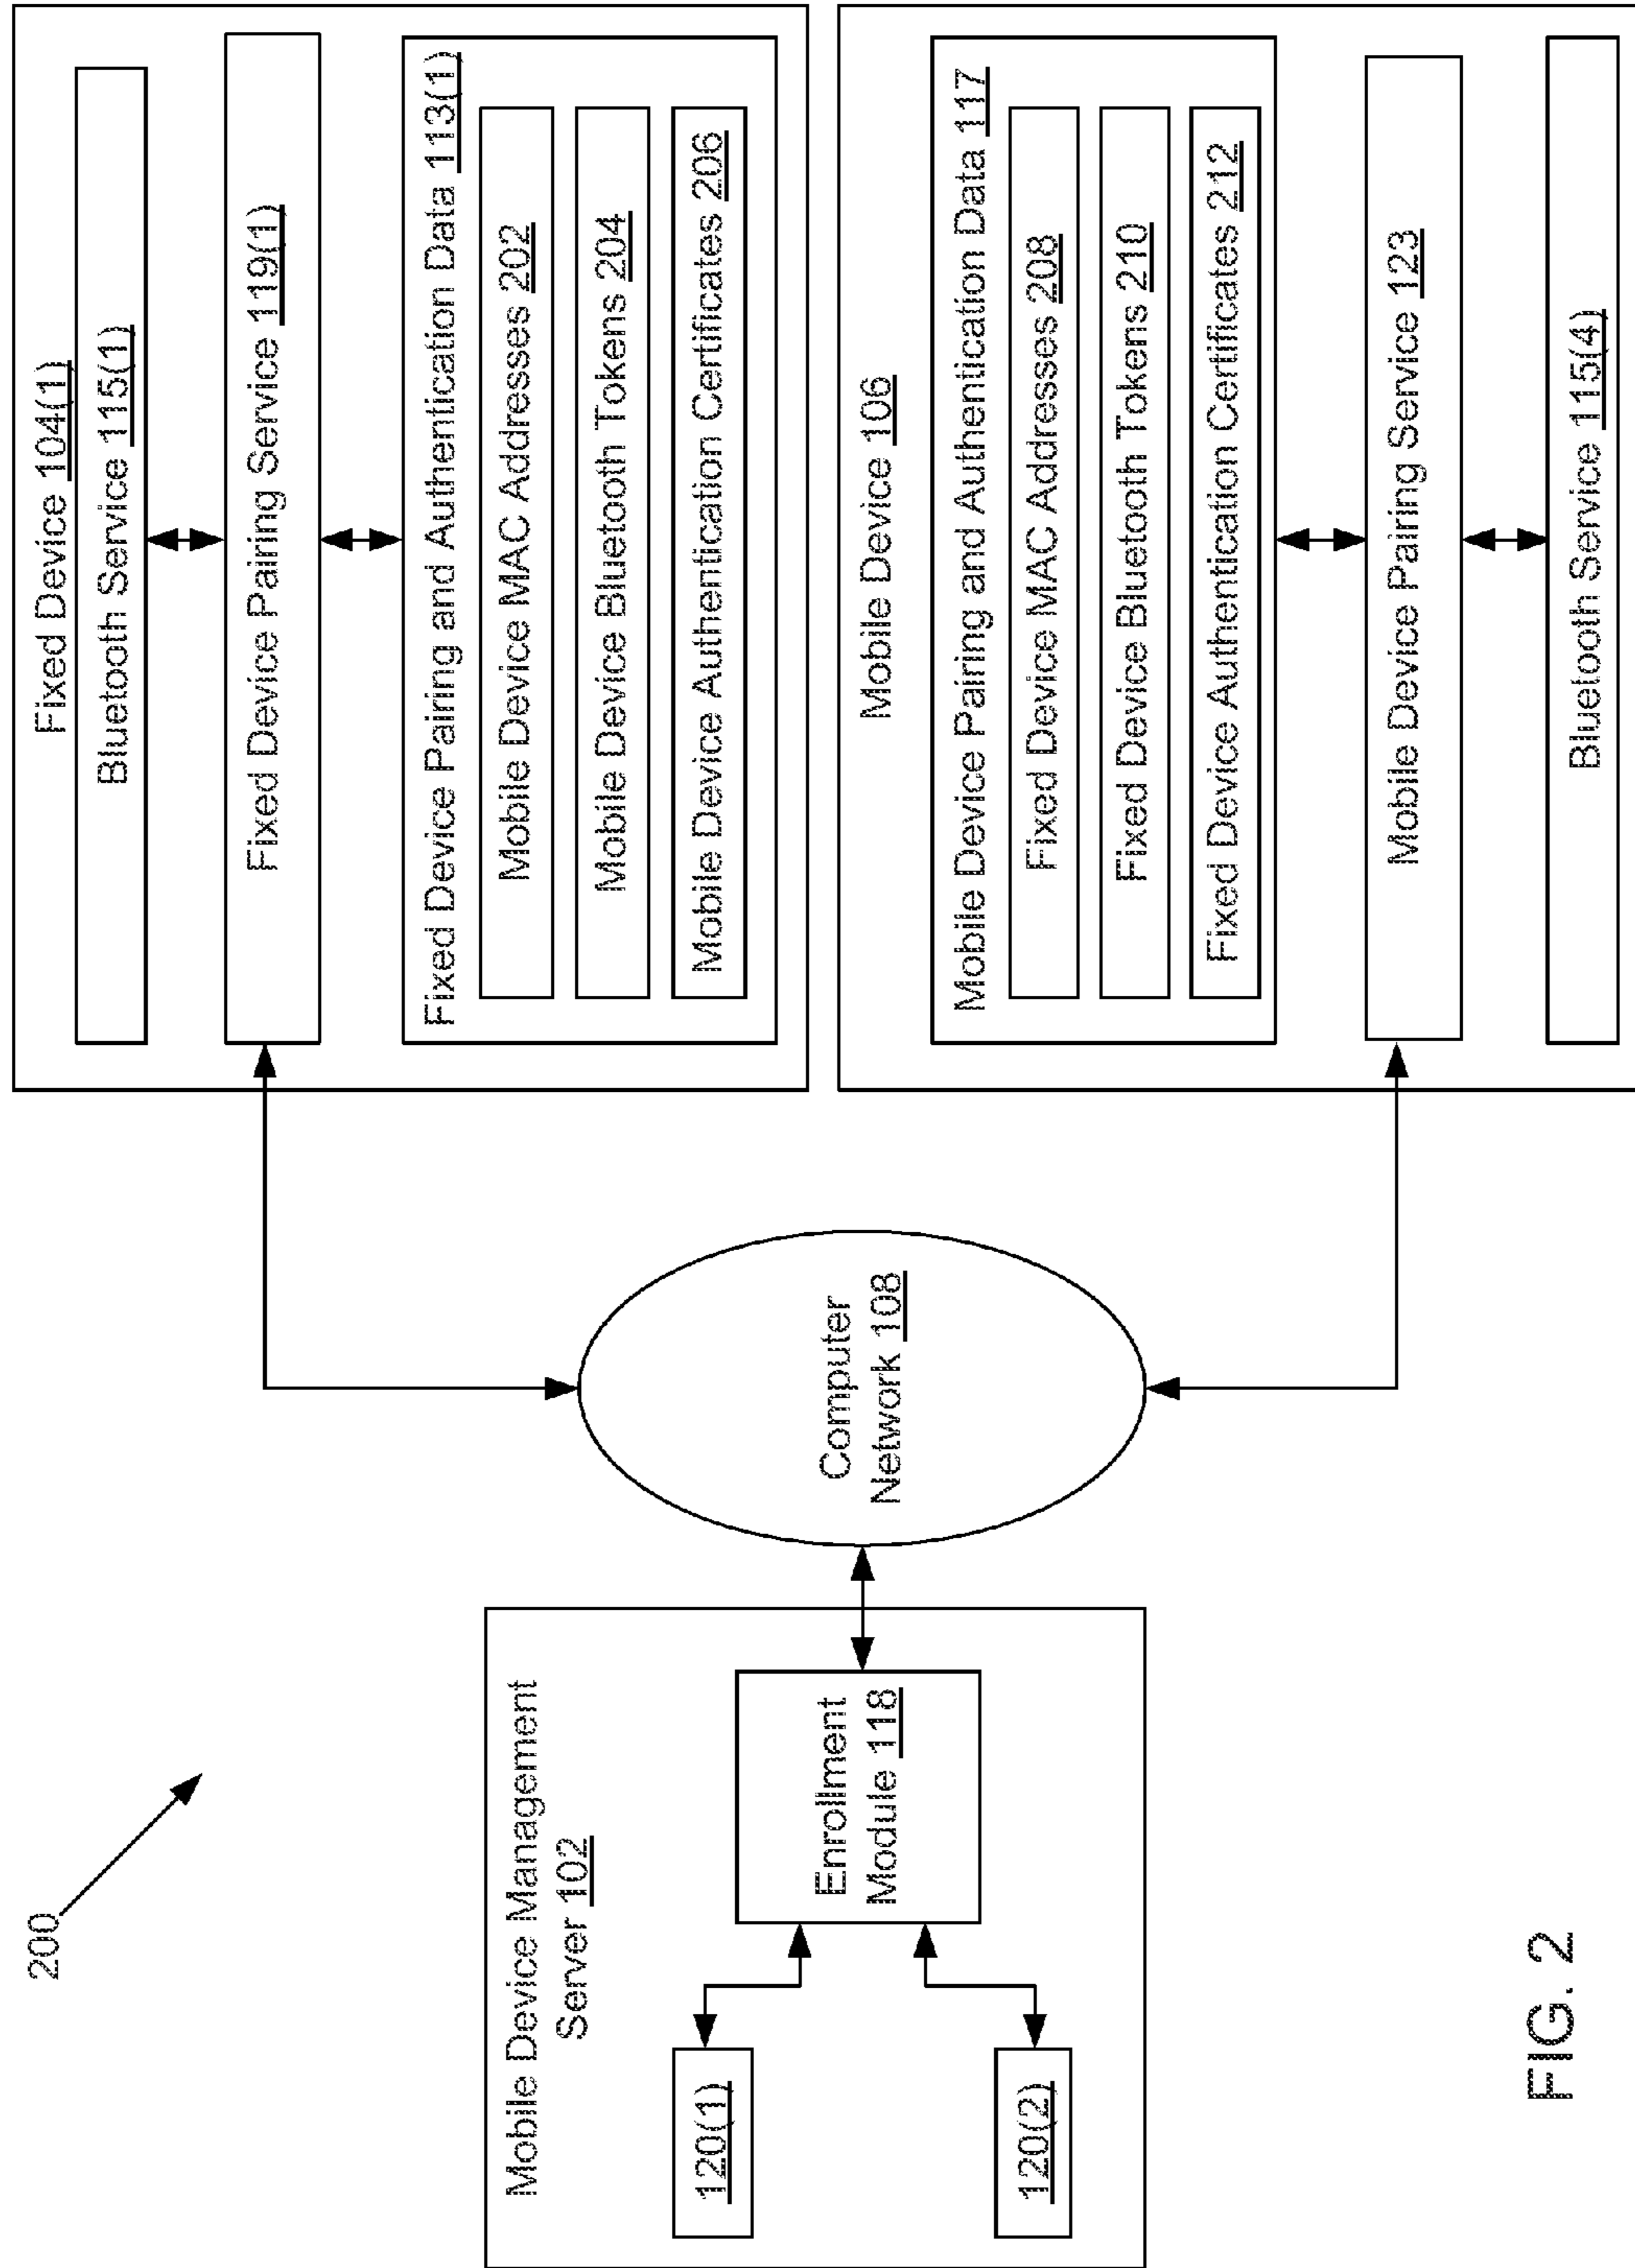 200
Mobile Device Management
Server 102
120(1)
120(2)
Enrollment
Module 118
Computer
Network 108
Fixed Device 104(1)
Bluetooth Service 115(1)
Fixed Device Pairing Service 119(1)
Fixed Device Pairing and Authentication Data 113(1)
Mobile Device MAC Addresses 202
Mobile Device Bluetooth Tokens 204
Mobile Device Authentication Certificates 206
Mobile Device 106
Mobile Device Pairing and Authentication Data 117
Fixed Device MAC Addresses 208
Fixed Device Bluetooth Tokens 210
Fixed Device Authentication Certificates 212
Mobile Device Pairing Service 123
Bluetooth Service 115(4)
FIG. 2